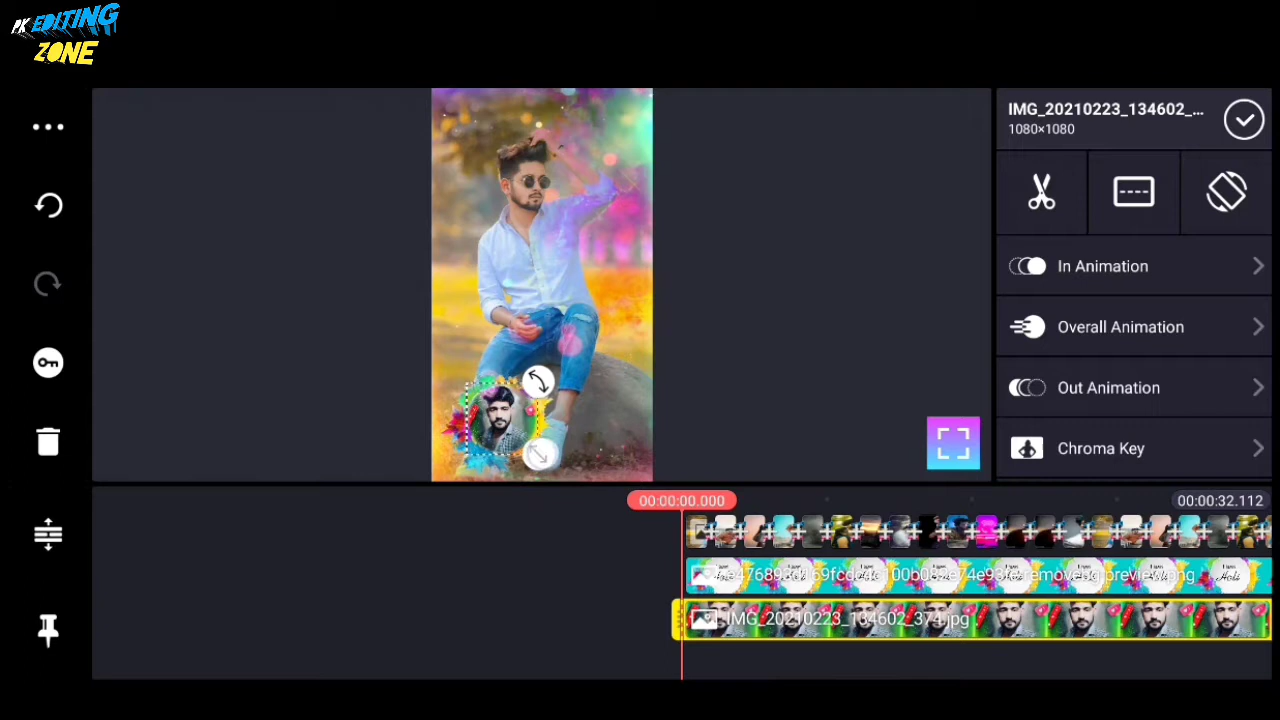 PK EDITING
ZONE
IMG_20210223_134602_...
1080×1080
In Animation
Overall Animation
Out Animation
Chroma Key
00:00:00.000
00:00:32.112
IMG_20210223_134602_374.jpg